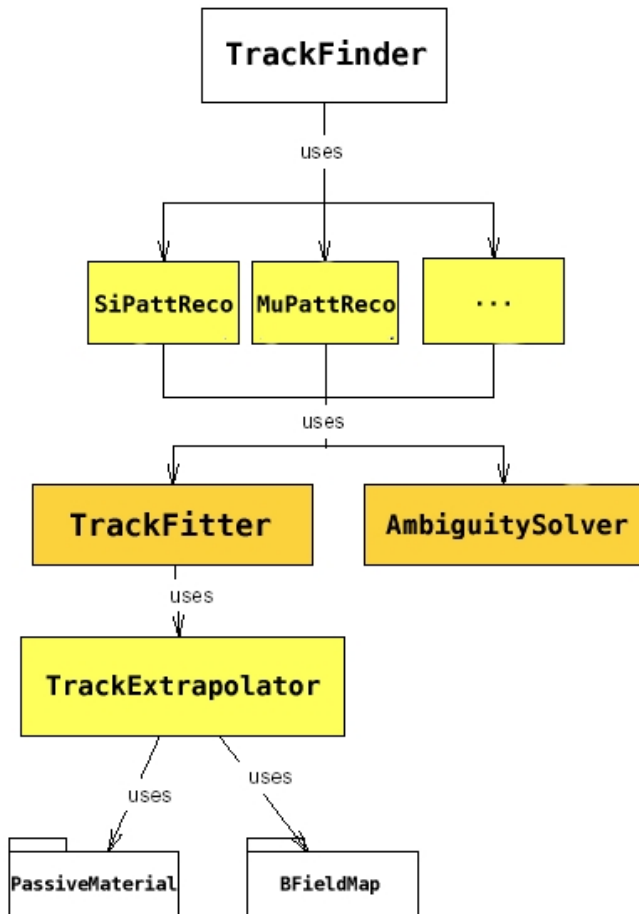 TrackFinder
uses
SiPattReco
MuPattReco
...
uses
TrackFitter
AmbiguitySolver
uses
TrackExtrapolator
uses
uses
PassiveMaterial
BFieldMap